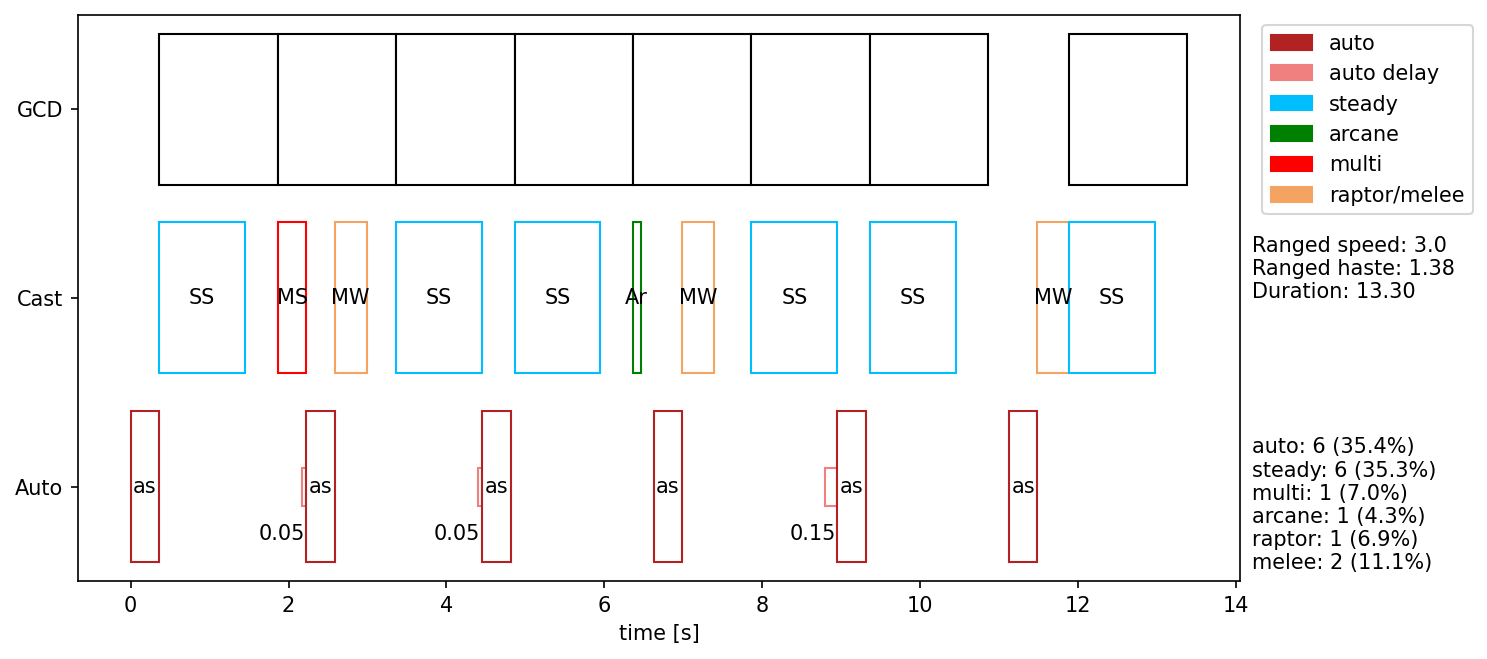 GCD
Cast
Auto
SS
MS
MW
SS
SS
Ar
MW
SS
SS
MW
SS
as
as
as
as
as
as
0.05
0.05
0.15
0
2
4
6
8
10
12
14
time [s]
auto
auto delay
steady
arcane
multi
raptor/melee
Ranged speed: 3.0
Ranged haste: 1.38
Duration: 13.30
auto: 6 (35.4%)
steady: 6 (35.3%)
multi: 1 (7.0%)
arcane: 1 (4.3%)
raptor: 1 (6.9%)
melee: 2 (11.1%)